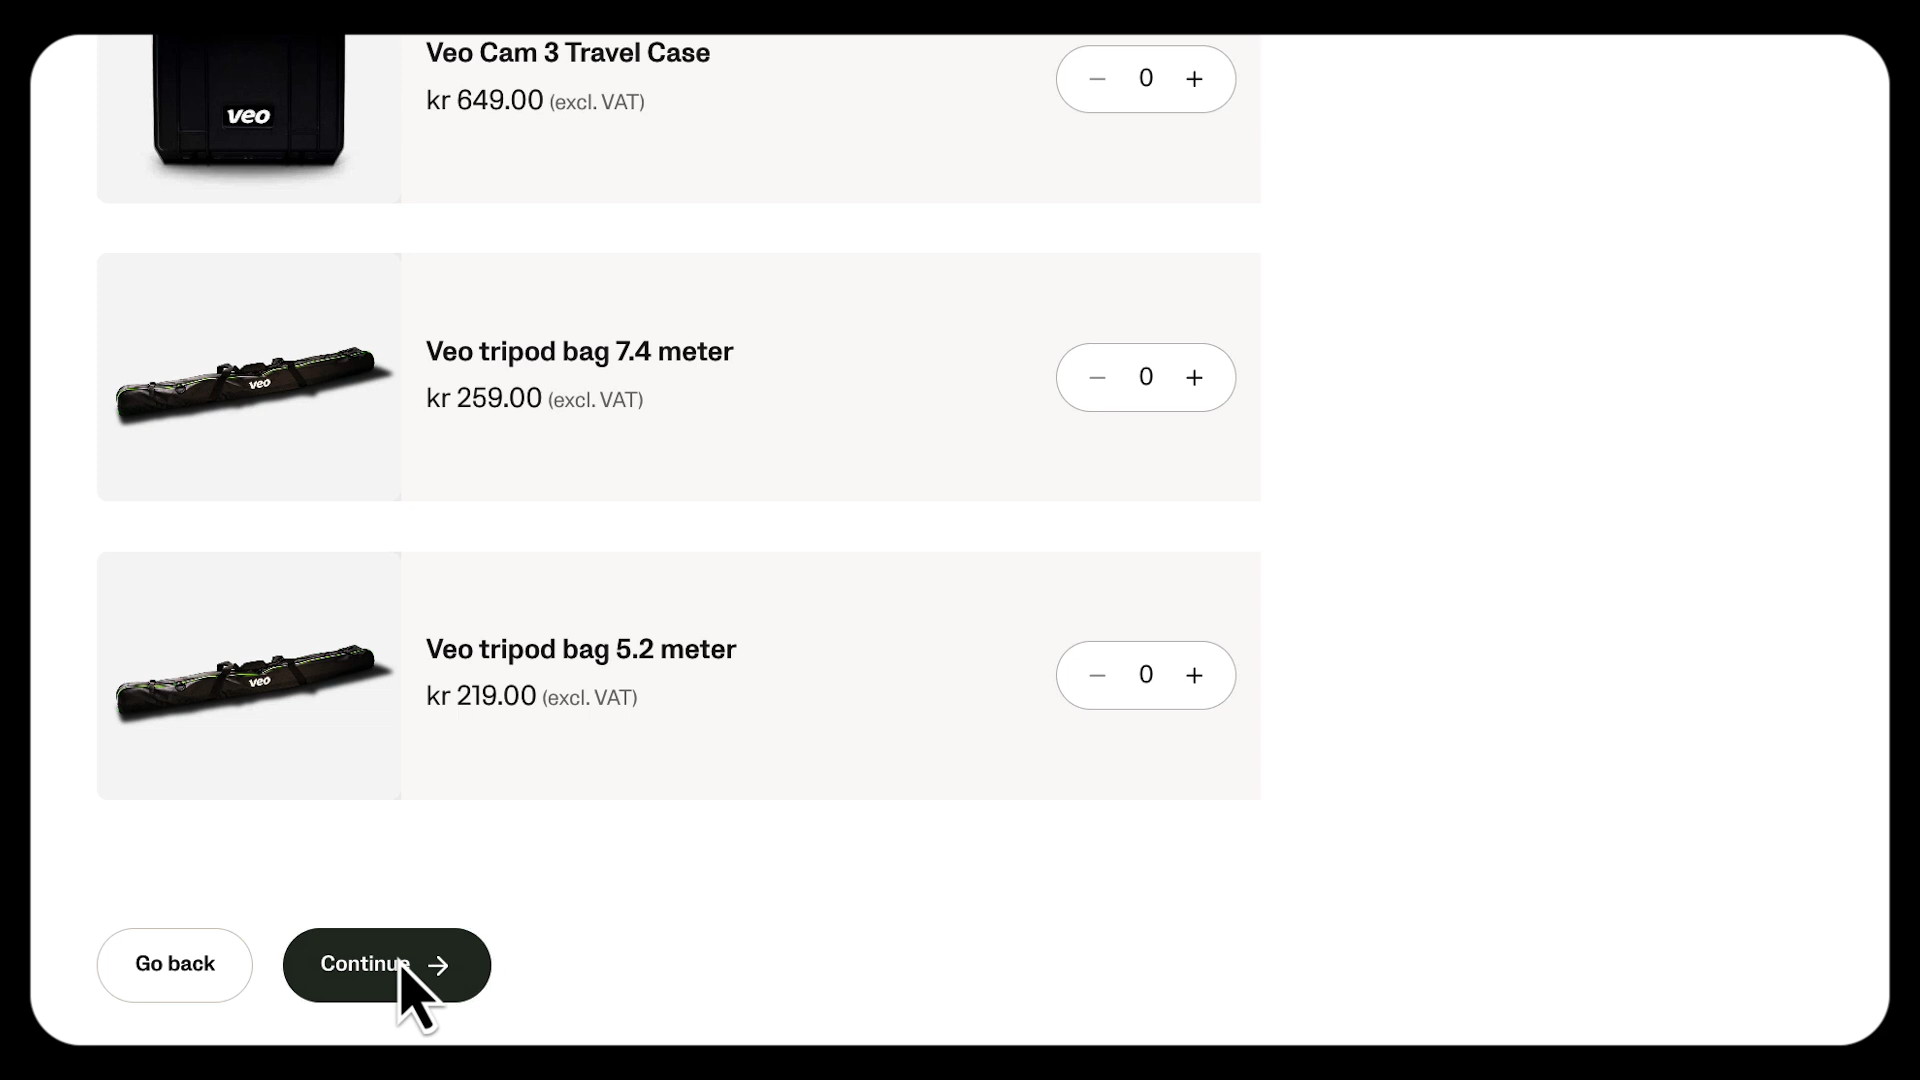 Veo Cam 3 Travel Case
kr 649.00 (excl. VAT)
0
veo
Veo tripod bag 7.4 meter
kr 259.00 (excl. VAT)
0
veo
Veo tripod bag 5.2 meter
kr 219.00 (excl. VAT)
0
veo
Go back
Continue